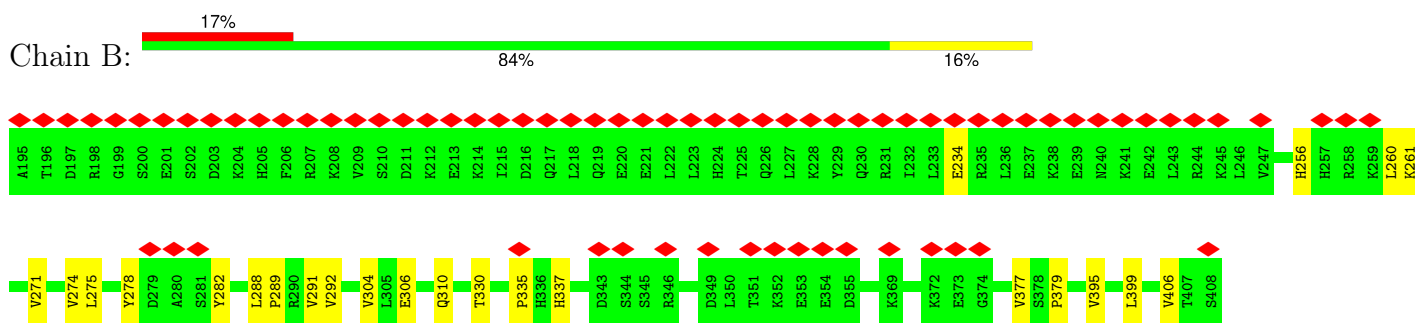 17%
Chain B:
84% 16%
A195 T196 D197 R198 G199 S200 E201 S202 D203 K204 H205 F206 R207 K208 V209 S210 D211 K212 E213 K214 I215 D216 Q217 L218 Q219 E220 E221 L222 L223 H224 T225 Q226 L227 K228 Y229 Q230 R231 I232 L233 E234 R235 L236 E237 K238 E239 N240 K241 E242 L243 R244 K245 L246 V247 H256 H257 R258 K259 L260 K261
V271 V274 L275 Y278 D279 A280 S281 Y282 L288 P289 R290 V291 V292 V304 L305 E306 Q310 T330 P335 H336 H337 D343 S344 S345 R346 D349 L350 T351 K352 E353 E354 D355 K369 K372 E373 G374 V377 S378 P379 V395 L399 V406 T407 S408